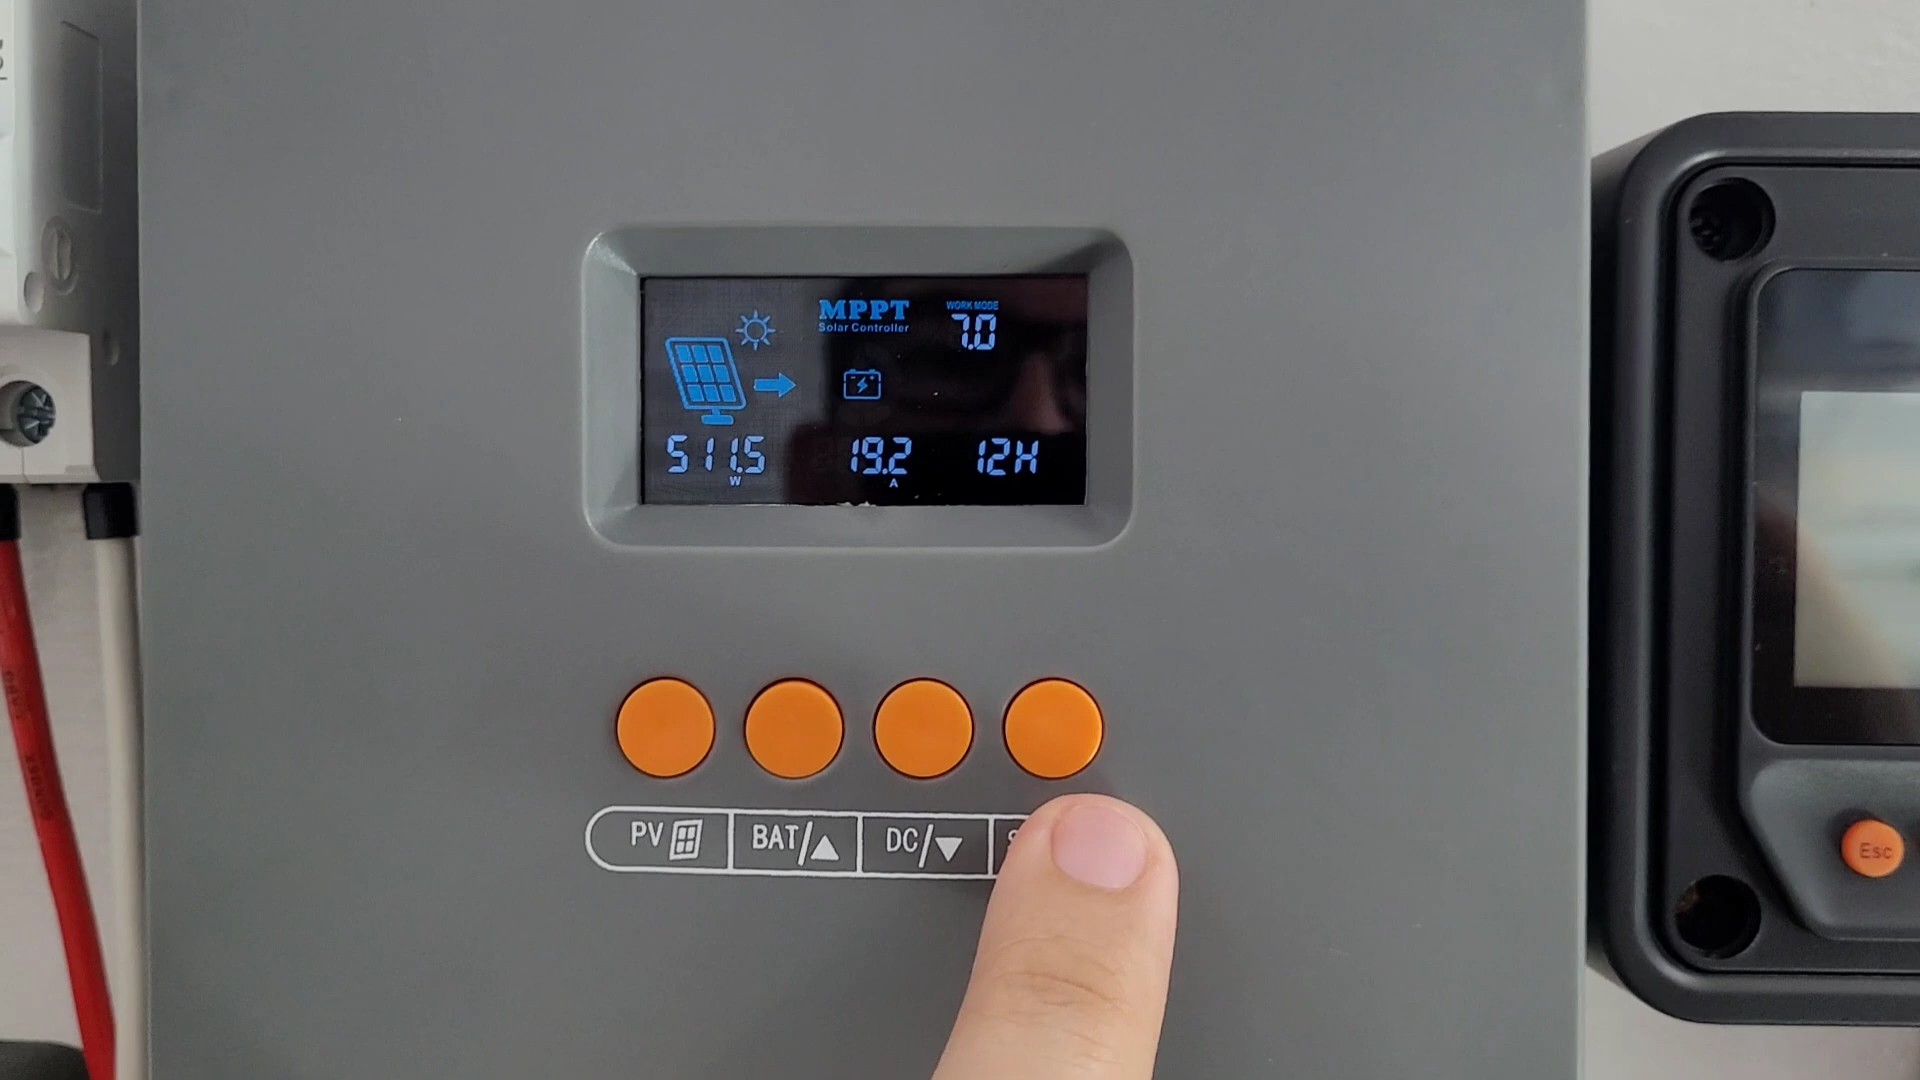 MPPT
Solar Controller
WORK MODE
7.0
511.5
W
19.2
A
12H
PV
BAT/▲
DC/▼
Esc